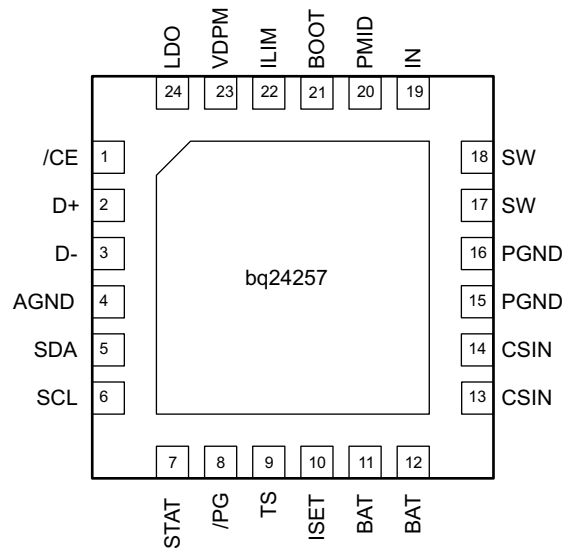 LDO
VDPM
ILIM
BOOT
PMID
IN
24
23
22
21
20
19
/CE
1
18
SW
D+
2
17
SW
D-
3
16
PGND
bq24257
AGND
4
15
PGND
SDA
5
14
CSIN
SCL
6
13
CSIN
7
8
9
10
11
12
STAT
/PG
TS
ISET
BAT
BAT